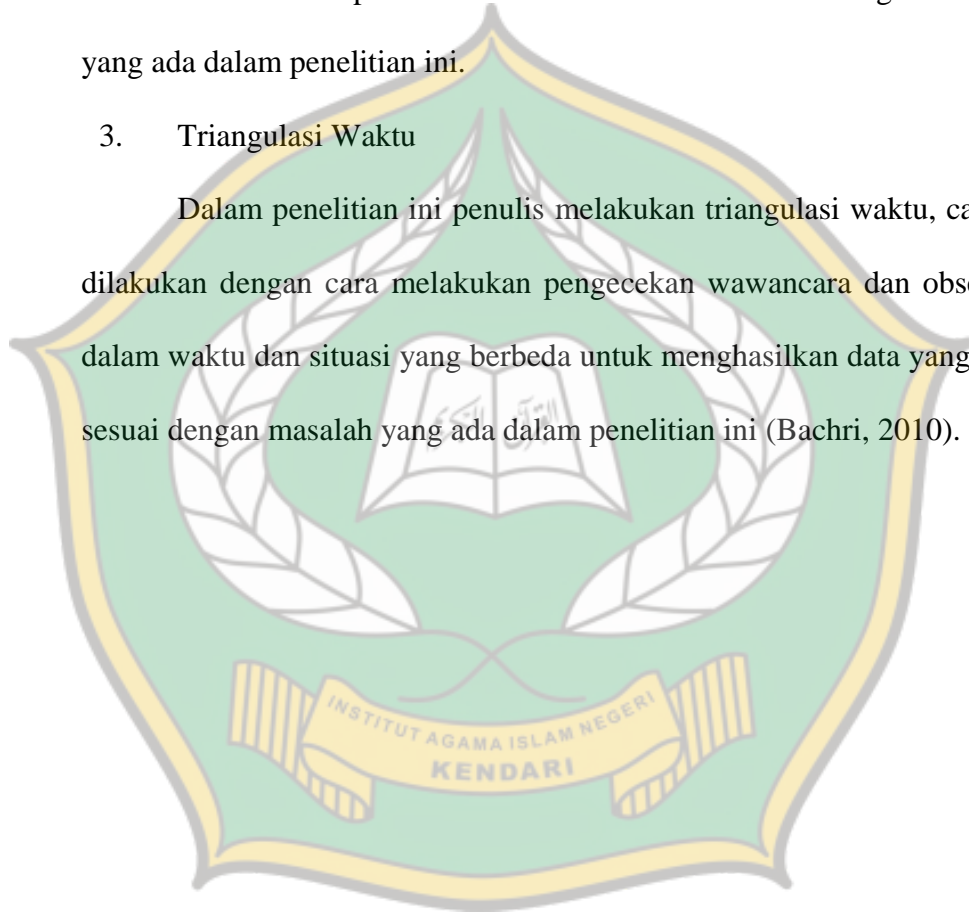 yang ada dalam penelitian ini.
3. Triangulasi Waktu
Dalam penelitian ini penulis melakukan triangulasi waktu,
dilakukan dengan cara melakukan pengecekan wawancara dan
dalam waktu dan situasi yang berbeda untuk menghasilkan data yang
sesuai dengan masalah yang ada dalam penelitian ini (Bachri, 2010).
القرآن الكريم
INSTITUT AGAMA ISLAM NEGERI
KENDARI